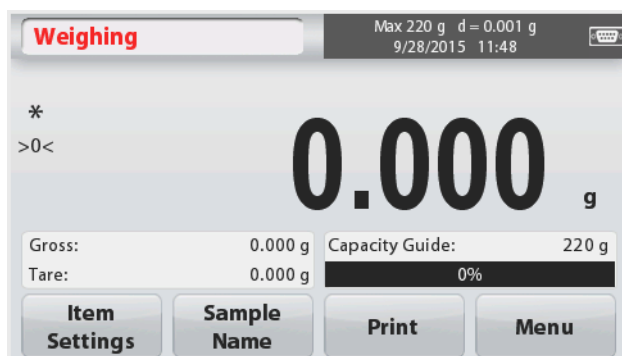 Weighing
Max 220 g d = 0.001 g
9/28/2015 11:48
*
>0<
0.000 g
Gross: 0.000 g
Tare: 0.000 g
Capacity Guide: 220 g
0%
Item
Settings
Sample
Name
Print
Menu